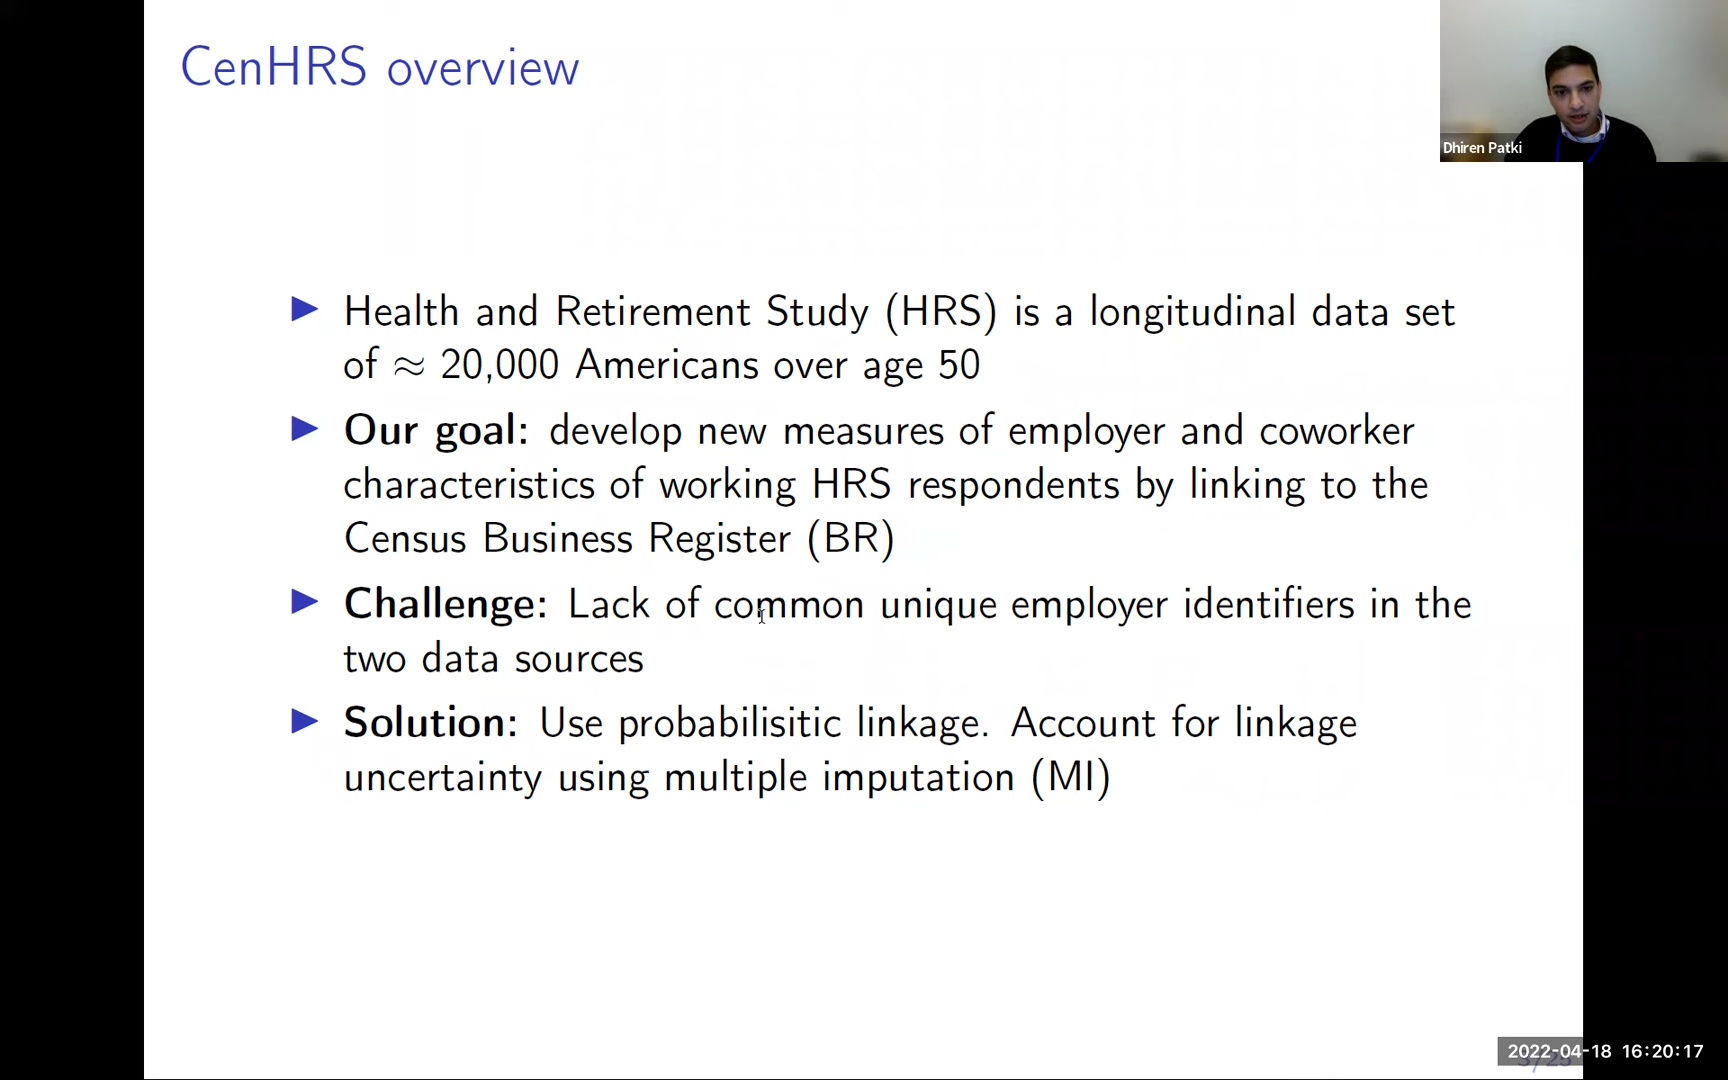 CenHRS overview
Dhiren Patki
▶ Health and Retirement Study (HRS) is a longitudinal data set
of ≈ 20,000 Americans over age 50
▶ Our goal: develop new measures of employer and coworker
characteristics of working HRS respondents by linking to the
Census Business Register (BR)
▶ Challenge: Lack of common unique employer identifiers in the
two data sources
▶ Solution: Use probabilisitic linkage. Account for linkage
uncertainty using multiple imputation (MI)
2022-04-18 16:20:17